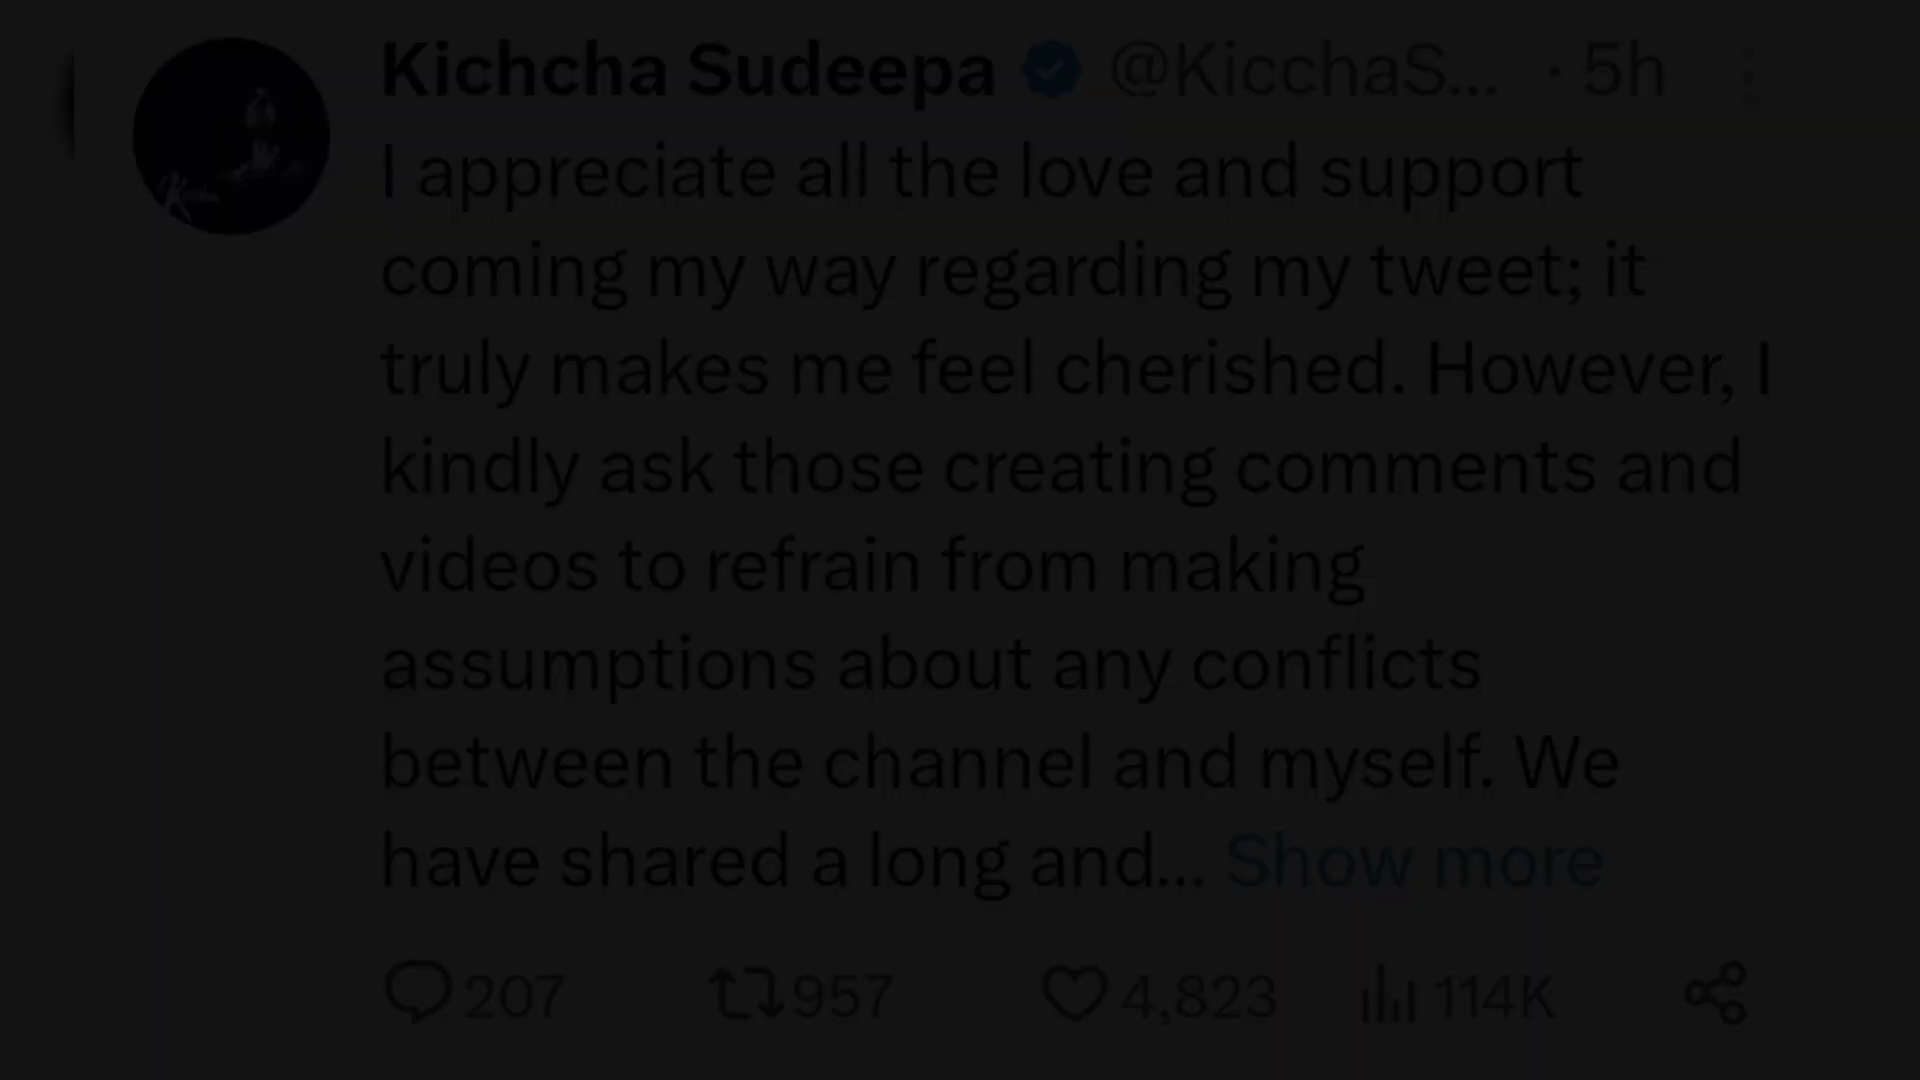 Kichcha Sudeepa @KicchaS... · 5h
I appreciate all the love and support
coming my way regarding my tweet; it
truly makes me feel cherished. However, I
kindly ask those creating comments and
videos to refrain from making
assumptions about any conflicts
between the channel and myself. We
have shared a long and... Show more
207 957 4,823 114K